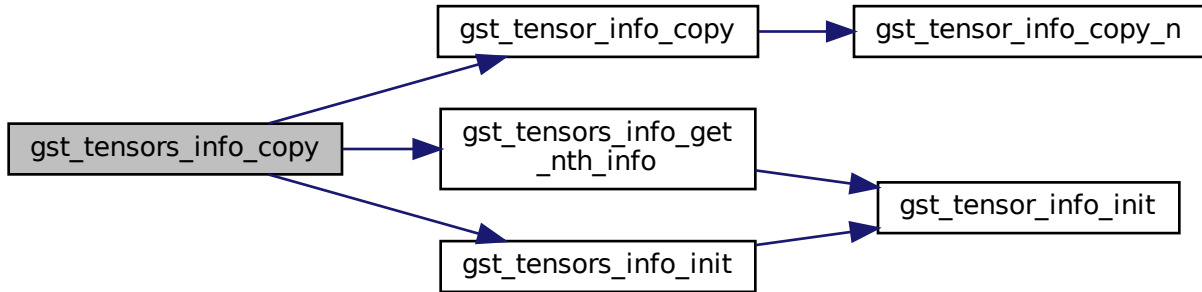 gst_tensor_info_copy
gst_tensor_info_copy_n
gst_tensors_info_copy
gst_tensors_info_get
_nth_info
gst_tensor_info_init
gst_tensors_info_init